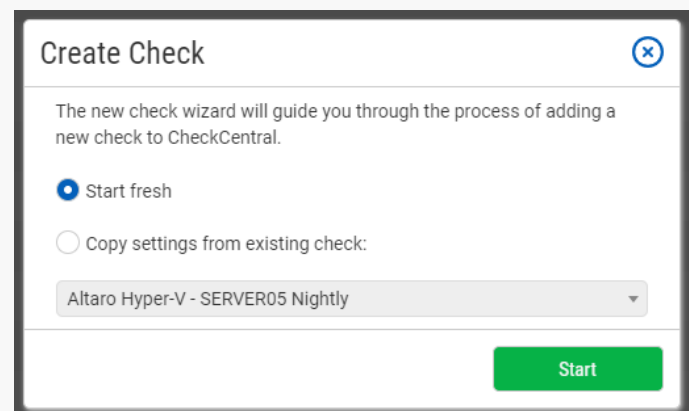 Create Check
The new check wizard will guide you through the process of adding a
new check to CheckCentral.
Start fresh
Copy settings from existing check:
Altaro Hyper-V - SERVER05 Nightly
Start